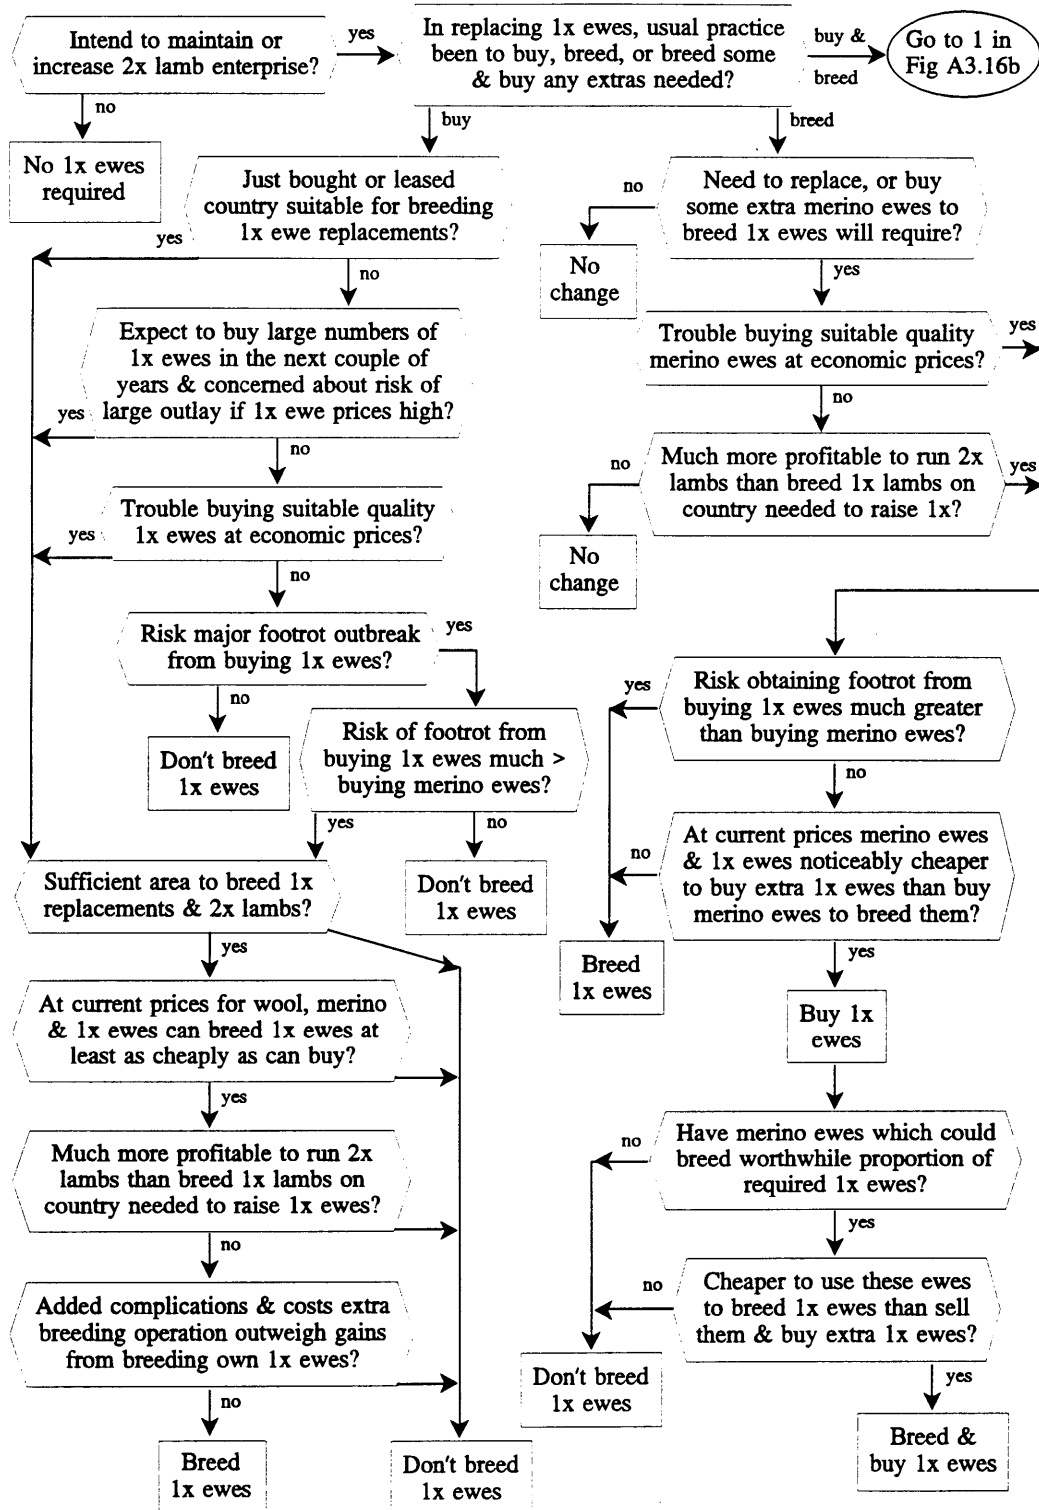 Intend to maintain or
increase 2x lamb enterprise?
yes
In replacing 1x ewes, usual practice
been to buy, breed, or breed some
& buy any extras needed?
buy &
breed
Go to 1 in
Fig A3.16b
no
No 1x ewes
required
buy
breed
Just bought or leased
country suitable for breeding
1x ewe replacements?
yes
no
Need to replace, or buy
some extra merino ewes to
breed 1x ewes will require?
no
No
change
yes
Expect to buy large numbers of
1x ewes in the next couple of
years & concerned about risk of
large outlay if 1x ewe prices high?
yes
no
Trouble buying suitable quality
merino ewes at economic prices?
yes
no
Much more profitable to run 2x
lambs than breed 1x lambs on
country needed to raise 1x?
no
yes
No
change
Trouble buying suitable quality
1x ewes at economic prices?
yes
no
Risk major footrot outbreak
from buying 1x ewes?
yes
no
Don't breed
1x ewes
Risk of footrot from
buying 1x ewes much >
buying merino ewes?
yes
no
Don't breed
1x ewes
Risk obtaining footrot from
buying 1x ewes much greater
than buying merino ewes?
yes
no
At current prices merino ewes
& 1x ewes noticeably cheaper
to buy extra 1x ewes than buy
merino ewes to breed them?
no
yes
Breed
1x ewes
Buy 1x
ewes
Sufficient area to breed 1x
replacements & 2x lambs?
yes
At current prices for wool, merino
& 1x ewes can breed 1x ewes at
least as cheaply as can buy?
yes
Much more profitable to run 2x
lambs than breed 1x lambs on
country needed to raise 1x ewes?
no
Added complications & costs extra
breeding operation outweigh gains
from breeding own 1x ewes?
no
Breed
1x ewes
Don't breed
1x ewes
Have merino ewes which could
breed worthwhile proportion of
required 1x ewes?
no
yes
Cheaper to use these ewes
to breed 1x ewes than sell
them & buy extra 1x ewes?
no
yes
Don't breed
1x ewes
Breed &
buy 1x ewes